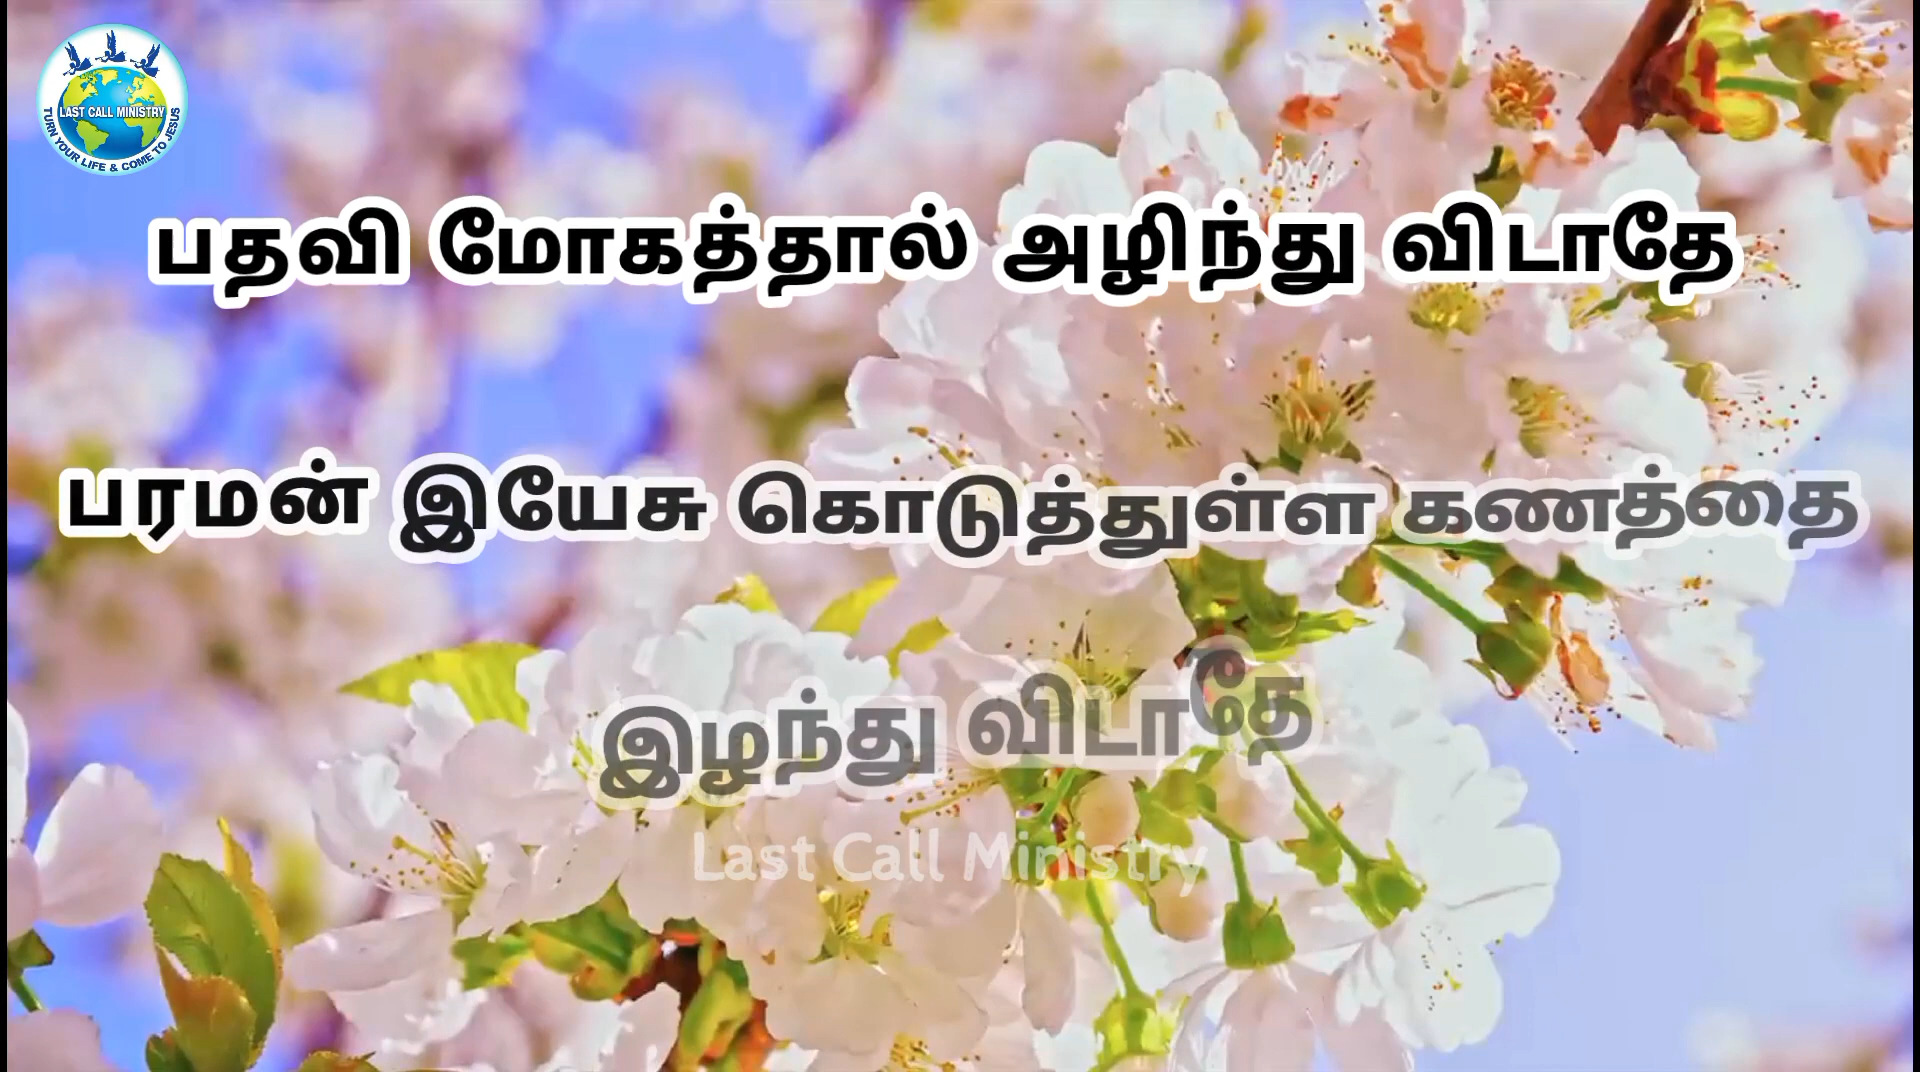 LAST CALL MINISTRY
TURN YOUR LIFE & COME TO JESUS
பதவி மோகத்தால் அழிந்து விடாதே
பரமன் இயேசு கொடுத்துள்ள கணத்தை
இழந்து விடாதே
Last Call Ministry